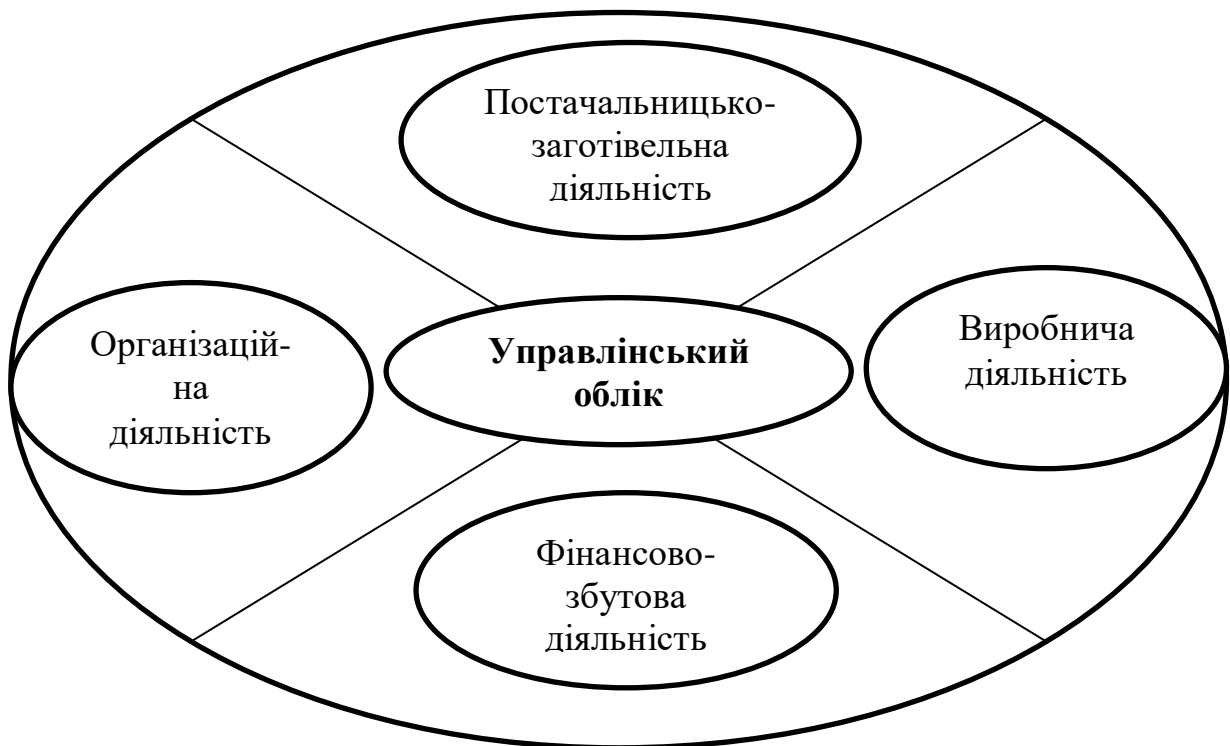 Постачальницько-
заготівельна
діяльність
Організацій-
на
діяльність
Управлінський
облік
Виробнича
діяльність
Фінансово-
збутова
діяльність